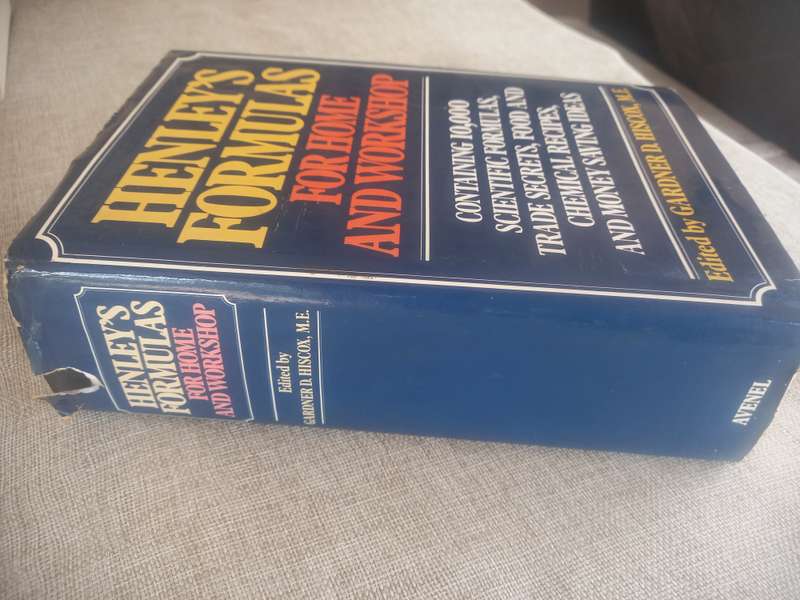 HENLEY'S
FORMULAS
FOR HOME
AND WORKSHOP
CONTAINING 10,000
SCIENTIFIC FORMULAS,
TRADE SECRETS, FOOD AND
CHEMICAL RECIPES,
AND MONEY SAVING IDEAS
Edited by GARDNER D. HISCOX, M.E.
HENLEY'S
FORMULAS
FOR HOME
AND WORKSHOP
Edited by
GARDNER D. HISCOX, M.E.
AVENEL